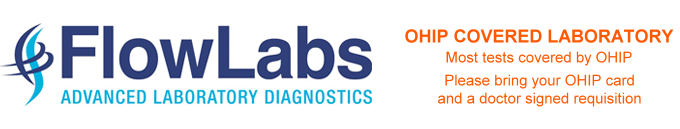 FlowLabs
ADVANCED LABORATORY DIAGNOSTICS
OHIP COVERED LABORATORY
Most tests covered by OHIP
Please bring your OHIP card
and a doctor signed requisition